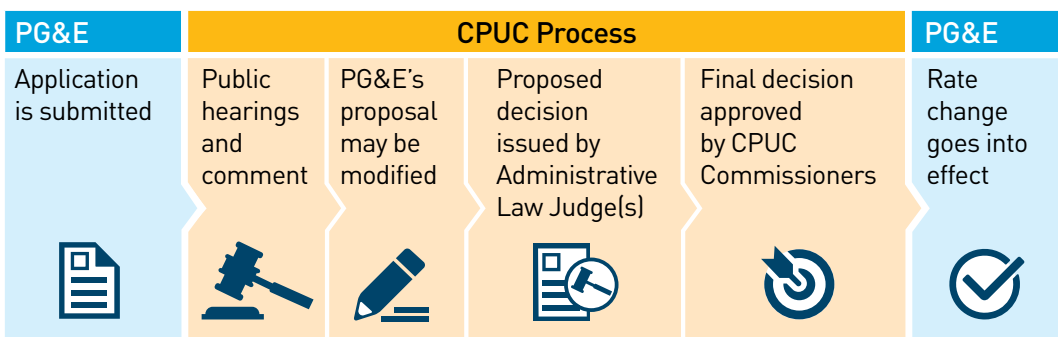 PG&E
CPUC Process
PG&E
Application
is submitted
Public
hearings
and
comment
PG&E’s
proposal
may be
modified
Proposed
decision
issued by
Administrative
Law Judge(s)
Final decision
approved
by CPUC
Commissioners
Rate
change
goes into
effect